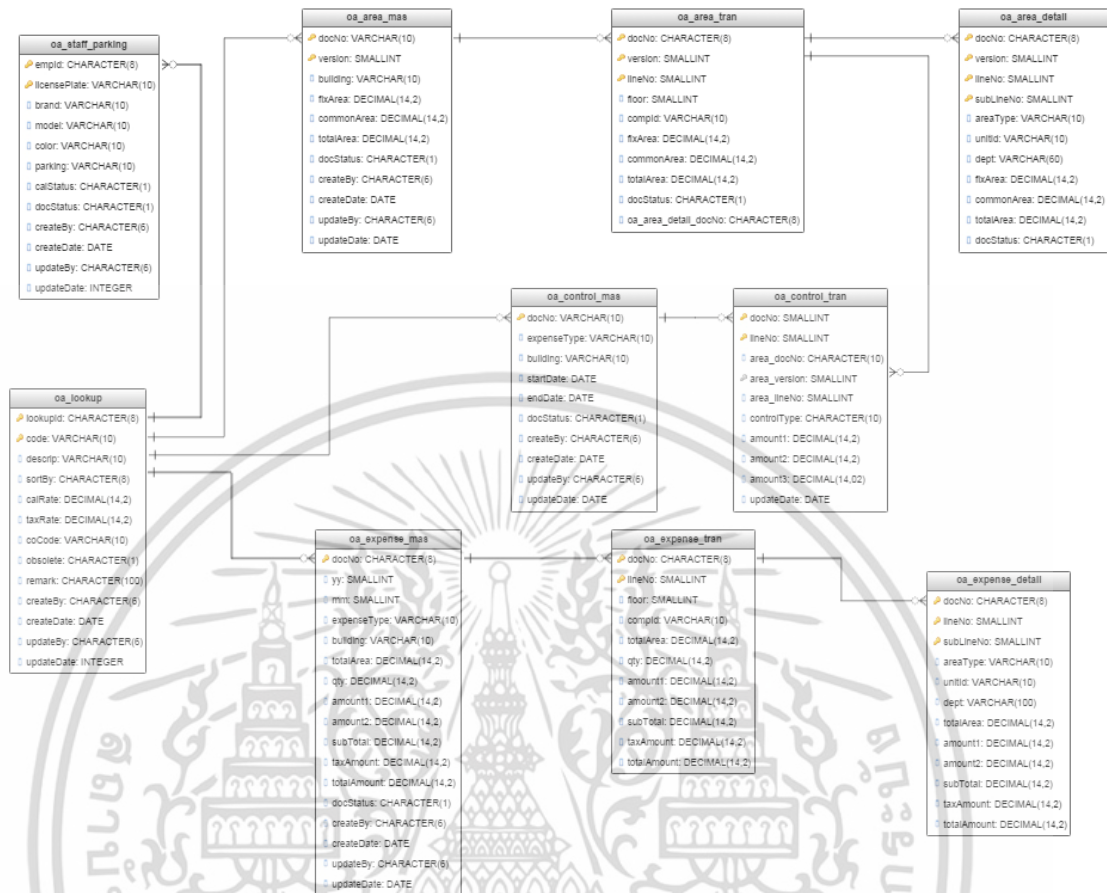 oa_staff_parking
empId: CHARACTER(8)
licensePlate: VARCHAR(10)
brand: VARCHAR(10)
model: VARCHAR(10)
color: VARCHAR(10)
parking: VARCHAR(10)
calStatus: CHARACTER(1)
docStatus: CHARACTER(1)
createBy: CHARACTER(6)
createDate: DATE
updateBy: CHARACTER(6)
updateDate: INTEGER
oa_area_mas
docNo: VARCHAR(10)
version: SMALLINT
building: VARCHAR(10)
fixArea: DECIMAL(14,2)
commonArea: DECIMAL(14,2)
totalArea: DECIMAL(14,2)
docStatus: CHARACTER(1)
createBy: CHARACTER(6)
createDate: DATE
updateBy: CHARACTER(6)
updateDate: DATE
oa_area_tran
docNo: CHARACTER(8)
version: SMALLINT
lineNo: SMALLINT
floor: SMALLINT
compId: VARCHAR(10)
fixArea: DECIMAL(14,2)
commonArea: DECIMAL(14,2)
totalArea: DECIMAL(14,2)
docStatus: CHARACTER(1)
oa_area_detail_docNo: CHARACTER(8)
oa_area_detail
docNo: CHARACTER(8)
version: SMALLINT
lineNo: SMALLINT
subLineNo: SMALLINT
areaType: VARCHAR(10)
unitId: VARCHAR(10)
dept: VARCHAR(60)
fixArea: DECIMAL(14,2)
commonArea: DECIMAL(14,2)
totalArea: DECIMAL(14,2)
docStatus: CHARACTER(1)
oa_control_mas
docNo: VARCHAR(10)
expenseType: VARCHAR(10)
building: VARCHAR(10)
startDate: DATE
endDate: DATE
docStatus: CHARACTER(1)
createBy: CHARACTER(6)
createDate: DATE
updateBy: CHARACTER(6)
updateDate: DATE
oa_control_tran
docNo: SMALLINT
lineNo: SMALLINT
area_docNo: CHARACTER(10)
area_version: SMALLINT
area_lineNo: SMALLINT
controlType: CHARACTER(10)
amount1: DECIMAL(14,2)
amount2: DECIMAL(14,2)
amount3: DECIMAL(14,02)
updateDate: DATE
oa_lookup
lookupId: CHARACTER(8)
code: VARCHAR(10)
descrip: VARCHAR(10)
sortBy: CHARACTER(8)
calRate: DECIMAL(14,2)
taxRate: DECIMAL(14,2)
coCode: VARCHAR(10)
obsolete: CHARACTER(1)
remark: CHARACTER(100)
createBy: CHARACTER(6)
createDate: DATE
updateBy: CHARACTER(6)
updateDate: INTEGER
oa_expense_mas
docNo: CHARACTER(8)
yy: SMALLINT
mm: SMALLINT
expenseType: VARCHAR(10)
building: VARCHAR(10)
totalArea: DECIMAL(14,2)
qty: DECIMAL(14,2)
amount1: DECIMAL(14,2)
amount2: DECIMAL(14,2)
subTotal: DECIMAL(14,2)
taxAmount: DECIMAL(14,2)
totalAmount: DECIMAL(14,2)
docStatus: CHARACTER(1)
createBy: CHARACTER(6)
createDate: DATE
updateBy: CHARACTER(6)
updateDate: DATE
oa_expense_tran
docNo: CHARACTER(8)
lineNo: SMALLINT
floor: SMALLINT
compId: VARCHAR(10)
totalArea: DECIMAL(14,2)
qty: DECIMAL(14,2)
amount1: DECIMAL(14,2)
amount2: DECIMAL(14,2)
subTotal: DECIMAL(14,2)
taxAmount: DECIMAL(14,2)
totalAmount: DECIMAL(14,2)
oa_expense_detail
docNo: CHARACTER(8)
lineNo: SMALLINT
subLineNo: SMALLINT
areaType: VARCHAR(10)
unitId: VARCHAR(10)
dept: VARCHAR(100)
totalArea: DECIMAL(14,2)
amount1: DECIMAL(14,2)
amount2: DECIMAL(14,2)
subTotal: DECIMAL(14,2)
taxAmount: DECIMAL(14,2)
totalAmount: DECIMAL(14,2)